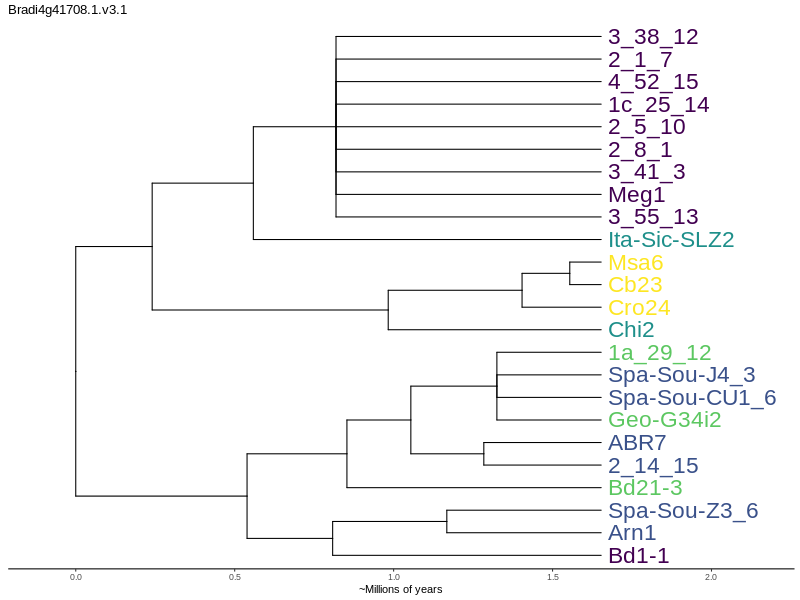 Bradi4g41708.1.v3.1
3_38_12
2_1_7
4_52_15
1c_25_14
2_5_10
2_8_1
3_41_3
Meg1
3_55_13
Ita-Sic-SLZ2
Msa6
Cb23
Cro24
Chi2
1a_29_12
Spa-Sou-J4_3
Spa-Sou-CU1_6
Geo-G34i2
ABR7
2_14_15
Bd21-3
Spa-Sou-Z3_6
Arn1
Bd1-1
0.0 0.5 1.0 1.5 2.0
~Millions of years